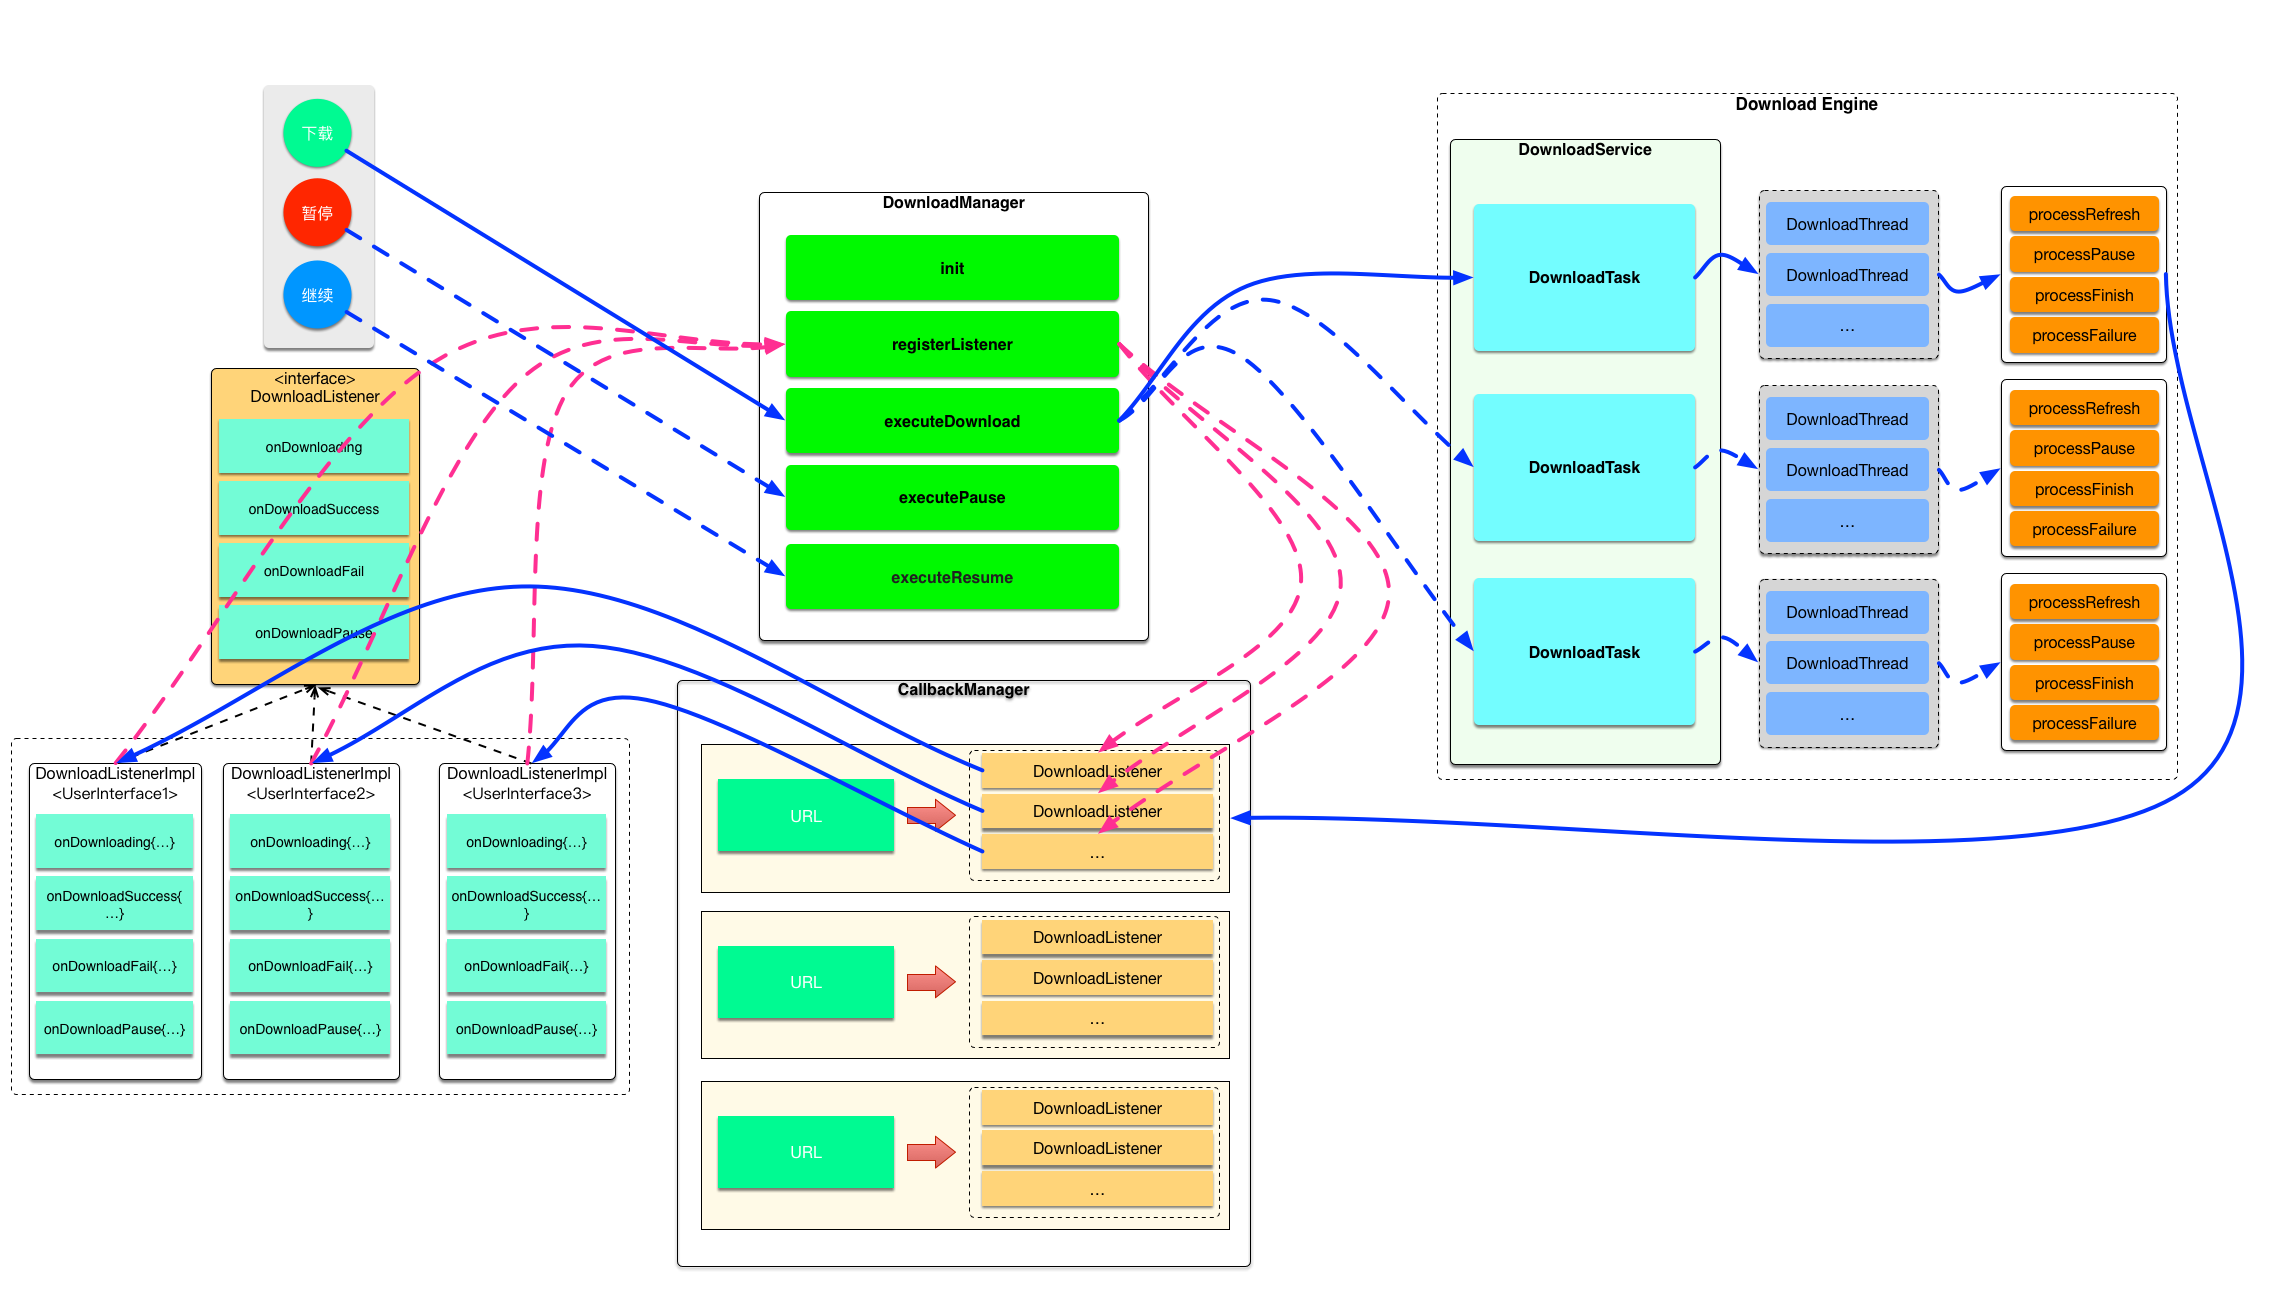 下载
暂停
继续
<interface>
DownloadListener
onDownloading
onDownloadSuccess
onDownloadFail
onDownloadPause
DownloadListenerImpl
<UserInterface1>
onDownloading{...}
onDownloadSuccess{
...}
onDownloadFail{...}
onDownloadPause{...}
DownloadListenerImpl
<UserInterface2>
onDownloading{...}
onDownloadSuccess{...
}
onDownloadFail{...}
onDownloadPause{...}
DownloadListenerImpl
<UserInterface3>
onDownloading{...}
onDownloadSuccess{...
}
onDownloadFail{...}
onDownloadPause{...}
DownloadManager
init
registerListener
executeDownload
executePause
executeResume
CallbackManager
URL
DownloadListener
DownloadListener
...
URL
DownloadListener
DownloadListener
...
URL
DownloadListener
DownloadListener
...
Download Engine
DownloadService
DownloadTask
DownloadTask
DownloadTask
DownloadThread
DownloadThread
...
processRefresh
processPause
processFinish
processFailure
DownloadThread
DownloadThread
...
processRefresh
processPause
processFinish
processFailure
DownloadThread
DownloadThread
...
processRefresh
processPause
processFinish
processFailure